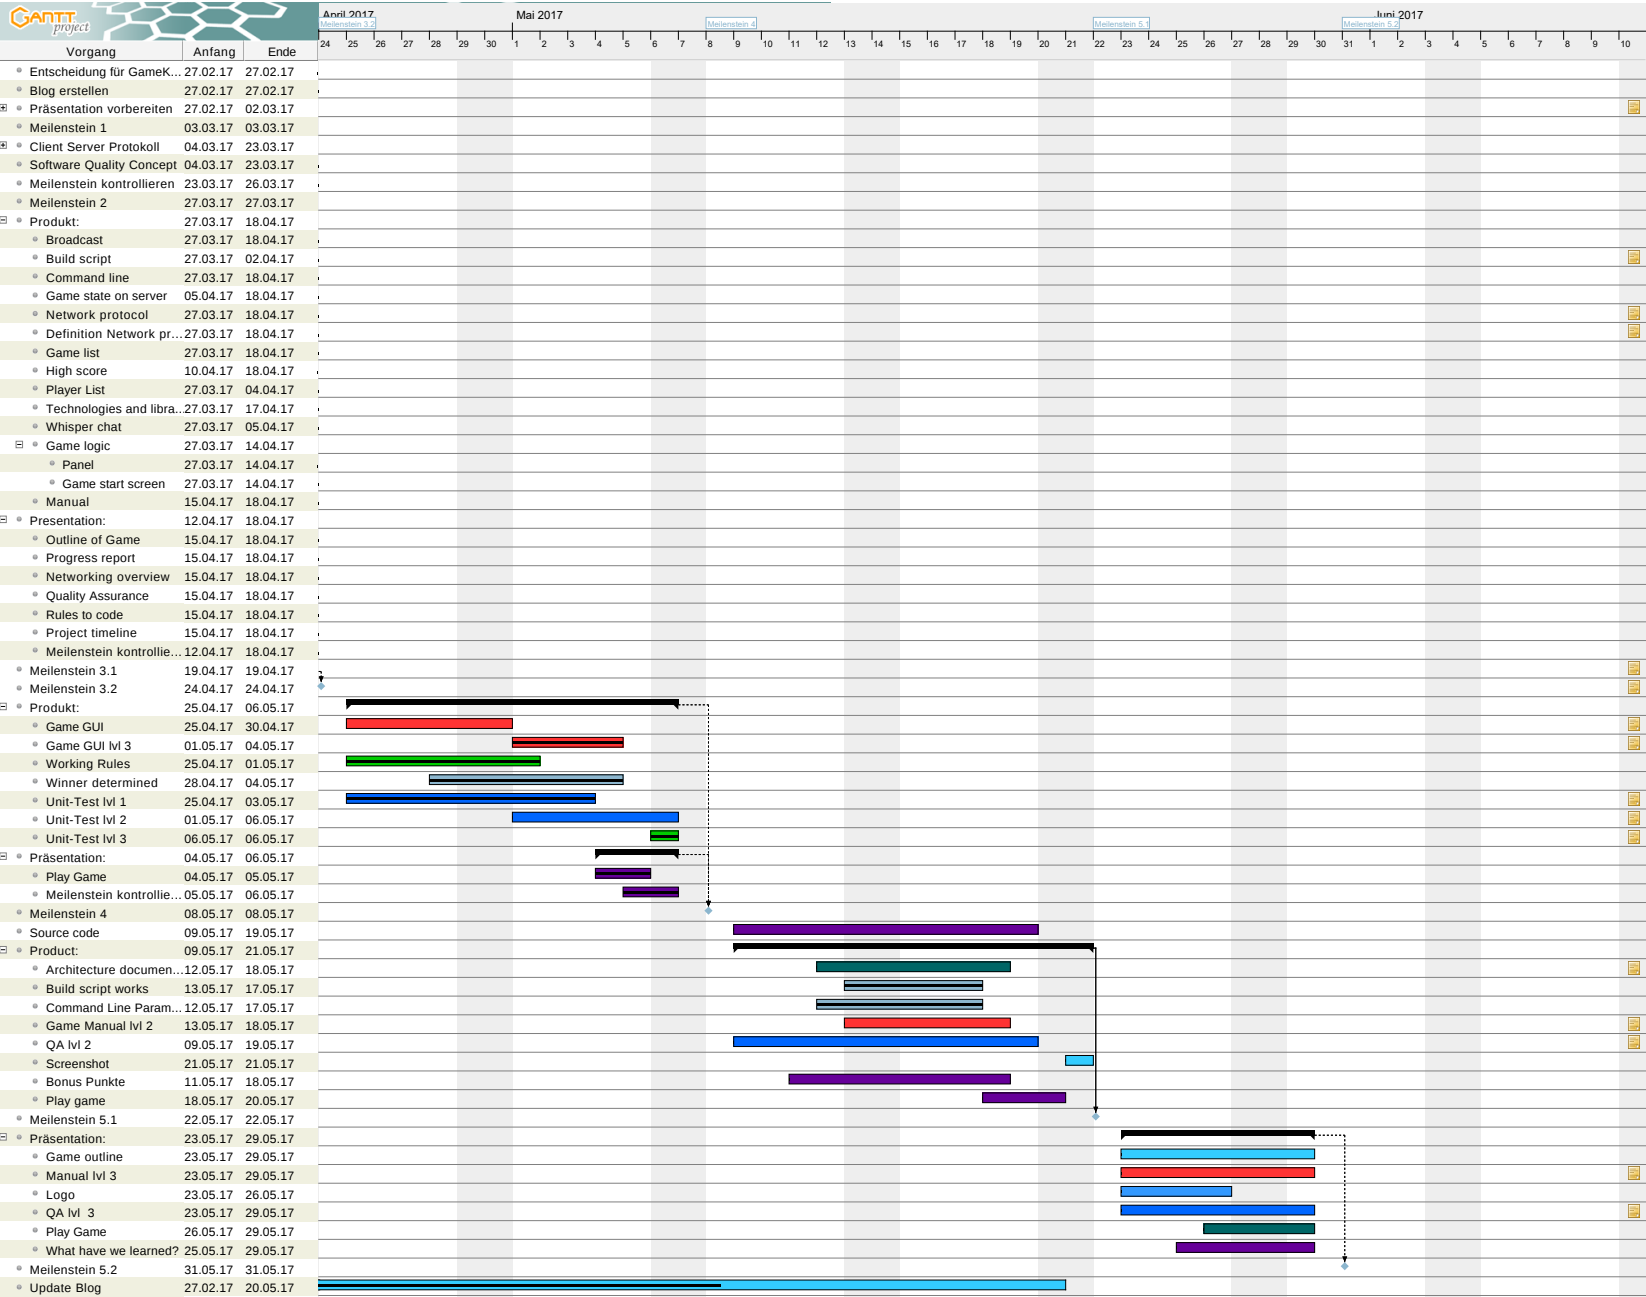 GANTT
project
April 2017 Mai 2017 Juni 2017
Meilenstein 3.2 Meilenstein 4 Meilenstein 5.1 Meilenstein 5.2
24 25 26 27 28 29 30 1 2 3 4 5 6 7 8 9 10 11 12 13 14 15 16 17 18 19 20 21 22 23 24 25 26 27 28 29 30 31 1 2 3 4 5 6 7 8 9 10
Vorgang Anfang Ende
Entscheidung für GameK... 27.02.17 27.02.17
Blog erstellen 27.02.17 27.02.17
Präsentation vorbereiten 27.02.17 02.03.17
Meilenstein 1 03.03.17 03.03.17
Client Server Protokoll 04.03.17 23.03.17
Software Quality Concept 04.03.17 23.03.17
Meilenstein kontrollieren 23.03.17 26.03.17
Meilenstein 2 27.03.17 27.03.17
Produkt: 27.03.17 18.04.17
Broadcast 27.03.17 18.04.17
Build script 27.03.17 02.04.17
Command line 27.03.17 18.04.17
Game state on server 05.04.17 18.04.17
Network protocol 27.03.17 18.04.17
Definition Network pr... 27.03.17 18.04.17
Game list 27.03.17 18.04.17
High score 10.04.17 18.04.17
Player List 27.03.17 04.04.17
Technologies and libra... 27.03.17 17.04.17
Whisper chat 27.03.17 05.04.17
Game logic 27.03.17 14.04.17
Panel 27.03.17 14.04.17
Game start screen 27.03.17 14.04.17
Manual 15.04.17 18.04.17
Presentation: 12.04.17 18.04.17
Outline of Game 15.04.17 18.04.17
Progress report 15.04.17 18.04.17
Networking overview 15.04.17 18.04.17
Quality Assurance 15.04.17 18.04.17
Rules to code 15.04.17 18.04.17
Project timeline 15.04.17 18.04.17
Meilenstein kontrollie... 12.04.17 18.04.17
Meilenstein 3.1 19.04.17 19.04.17
Meilenstein 3.2 24.04.17 24.04.17
Produkt: 25.04.17 06.05.17
Game GUI 25.04.17 30.04.17
Game GUI lvl 3 01.05.17 04.05.17
Working Rules 25.04.17 01.05.17
Winner determined 28.04.17 04.05.17
Unit-Test lvl 1 25.04.17 03.05.17
Unit-Test lvl 2 01.05.17 06.05.17
Unit-Test lvl 3 06.05.17 06.05.17
Präsentation: 04.05.17 06.05.17
Play Game 04.05.17 05.05.17
Meilenstein kontrollie... 05.05.17 06.05.17
Meilenstein 4 08.05.17 08.05.17
Source code 09.05.17 19.05.17
Product: 09.05.17 21.05.17
Architecture documen... 12.05.17 18.05.17
Build script works 13.05.17 17.05.17
Command Line Param... 12.05.17 17.05.17
Game Manual lvl 2 13.05.17 18.05.17
QA lvl 2 09.05.17 19.05.17
Screenshot 21.05.17 21.05.17
Bonus Punkte 11.05.17 18.05.17
Play game 18.05.17 20.05.17
Meilenstein 5.1 22.05.17 22.05.17
Präsentation: 23.05.17 29.05.17
Game outline 23.05.17 29.05.17
Manual lvl 3 23.05.17 29.05.17
Logo 23.05.17 26.05.17
QA lvl 3 23.05.17 29.05.17
Play Game 26.05.17 29.05.17
What have we learned? 25.05.17 29.05.17
Meilenstein 5.2 31.05.17 31.05.17
Update Blog 27.02.17 20.05.17